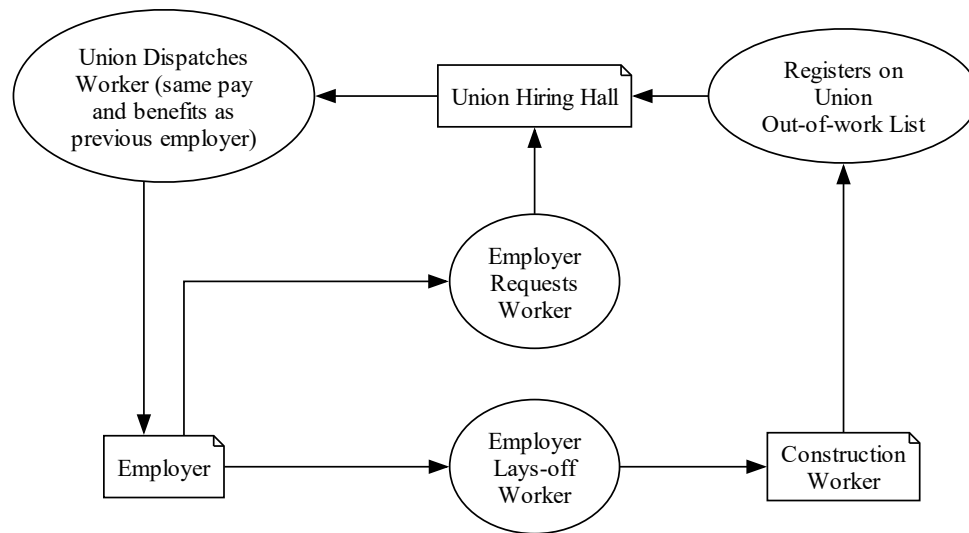 Union Dispatches
Worker (same pay
and benefits as
previous employer)
Union Hiring Hall
Registers on
Union
Out-of-work List
Employer
Requests
Worker
Employer
Employer
Lays-off
Worker
Construction
Worker